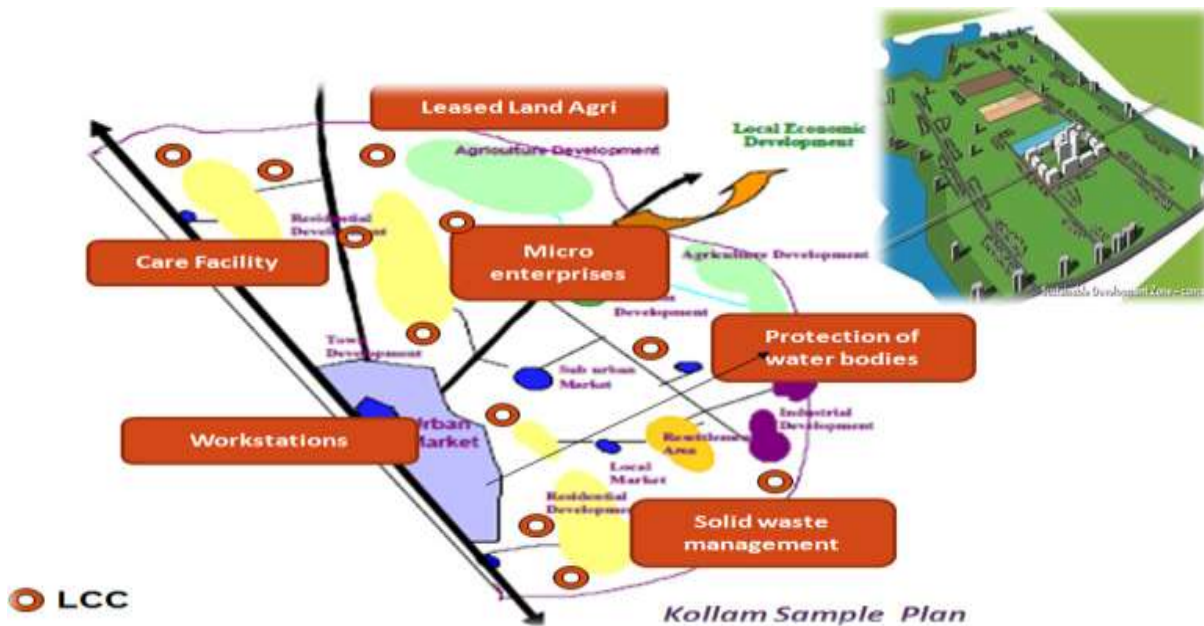 Leased Land Agri
Agriculture Development
Local Economic
Development
Residential
Development
Care Facility
Micro
enterprises
Agriculture Development
Development
Town
Development
Protection of
water bodies
Sub urban
Market
Workstations
Urban
Market
Industrial
Development
Area
Local
Market
Residential
Development
Solid waste
management
LCC
Kollam Sample Plan
Sustainable Development Zone –